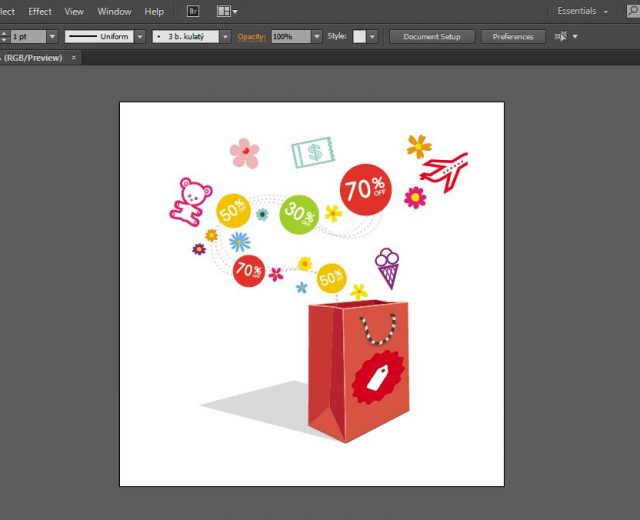 lect Effect View Window Help Br Essentials
1 pt Uniform 3 b. kulatý Opacity: 100% Style: Document Setup Preferences
(RGB/Preview) ×
$
70% OFF
50% OFF
30% OFF
70% OFF
50% OFF